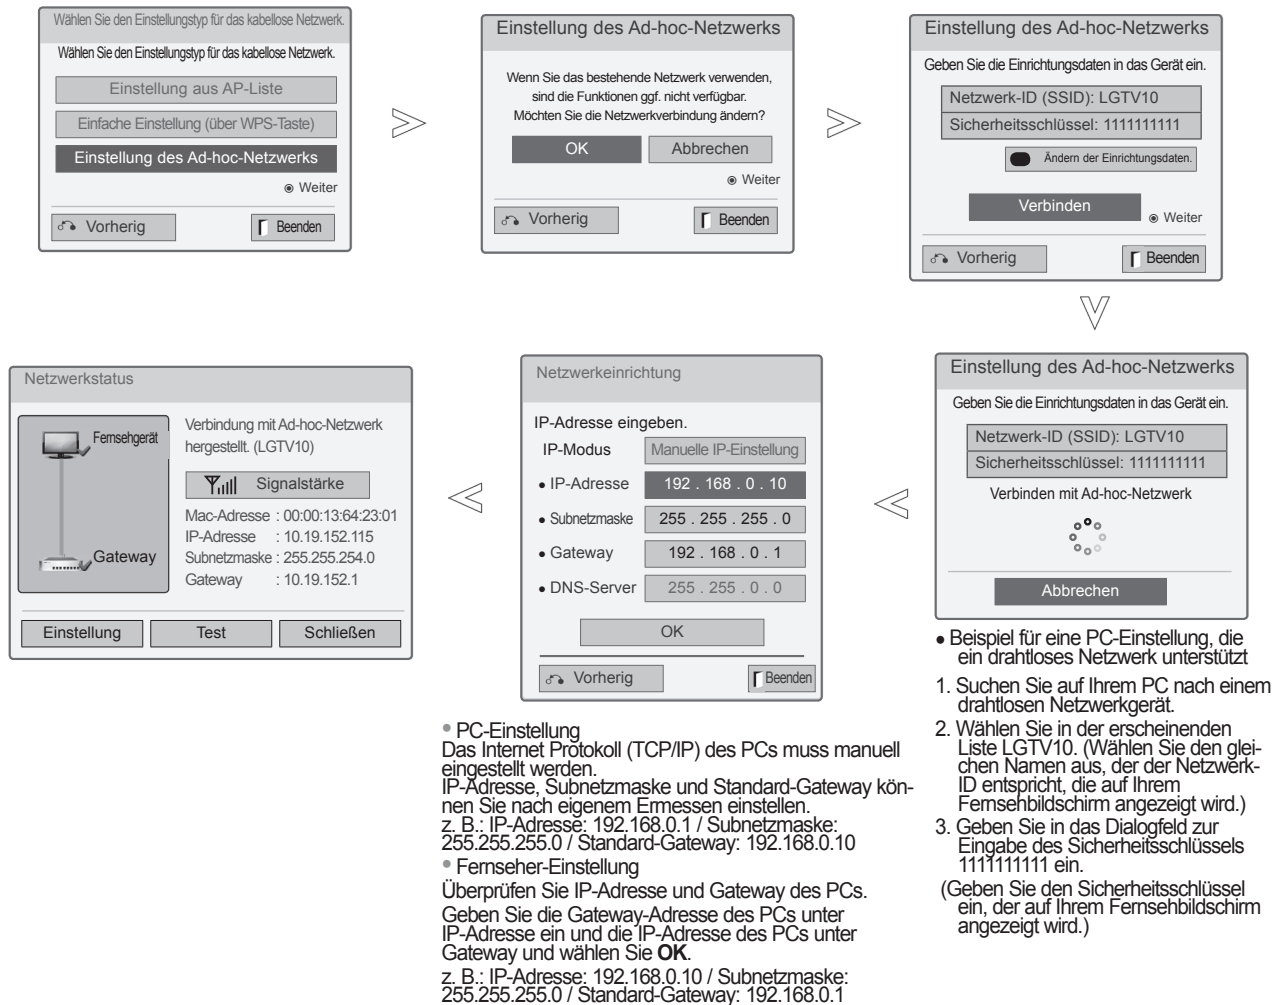 Wählen Sie den Einstellungstyp für das kabellose Netzwerk.
Wählen Sie den Einstellungstyp für das kabellose Netzwerk.
Einstellung aus AP-Liste
Einfache Einstellung (über WPS-Taste)
Einstellung des Ad-hoc-Netzwerks
Weiter
Vorherig
Beenden
Einstellung des Ad-hoc-Netzwerks
Wenn Sie das bestehende Netzwerk verwenden,
sind die Funktionen ggf. nicht verfügbar.
Möchten Sie die Netzwerkverbindung ändern?
OK
Abbrechen
Weiter
Vorherig
Beenden
Einstellung des Ad-hoc-Netzwerks
Geben Sie die Einrichtungsdaten in das Gerät ein.
Netzwerk-ID (SSID): LGTV10
Sicherheitsschlüssel: 1111111111
Ändern der Einrichtungsdaten.
Verbinden
Weiter
Vorherig
Beenden
Einstellung des Ad-hoc-Netzwerks
Geben Sie die Einrichtungsdaten in das Gerät ein.
Netzwerk-ID (SSID): LGTV10
Sicherheitsschlüssel: 1111111111
Verbinden mit Ad-hoc-Netzwerk
Abbrechen
• Beispiel für eine PC-Einstellung, die
ein drahtloses Netzwerk unterstützt
1. Suchen Sie auf Ihrem PC nach einem
drahtlosen Netzwerkgerät.
2. Wählen Sie in der erscheinenden
Liste LGTV10. (Wählen Sie den glei-
chen Namen aus, der der Netzwerk-
ID entspricht, die auf Ihrem
Fernsehbildschirm angezeigt wird.)
3. Geben Sie in das Dialogfeld zur
Eingabe des Sicherheitsschlüssels
1111111111 ein.
(Geben Sie den Sicherheitsschlüssel
ein, der auf Ihrem Fernsehbildschirm
angezeigt wird.)
Netzwerkeinrichtung
IP-Adresse eingeben.
IP-Modus Manuelle IP-Einstellung
• IP-Adresse 192 . 168 . 0 . 10
• Subnetzmaske 255 . 255 . 255 . 0
• Gateway 192 . 168 . 0 . 1
• DNS-Server 255 . 255 . 0 . 0
OK
Vorherig
Beenden
• PC-Einstellung
Das Internet Protokoll (TCP/IP) des PCs muss manuell
eingestellt werden.
IP-Adresse, Subnetzmaske und Standard-Gateway kön-
nen Sie nach eigenem Ermessen einstellen.
z. B.: IP-Adresse: 192.168.0.1 / Subnetzmaske:
255.255.255.0 / Standard-Gateway: 192.168.0.10
• Fernseher-Einstellung
Überprüfen Sie IP-Adresse und Gateway des PCs.
Geben Sie die Gateway-Adresse des PCs unter
IP-Adresse ein und die IP-Adresse des PCs unter
Gateway und wählen Sie OK.
z. B.: IP-Adresse: 192.168.0.10 / Subnetzmaske:
255.255.255.0 / Standard-Gateway: 192.168.0.1
Netzwerkstatus
Fernsehgerät
Gateway
Verbindung mit Ad-hoc-Netzwerk
hergestellt. (LGTV10)
Signalstärke
Mac-Adresse : 00:00:13:64:23:01
IP-Adresse : 10.19.152.115
Subnetzmaske : 255.255.254.0
Gateway : 10.19.152.1
Einstellung
Test
Schließen